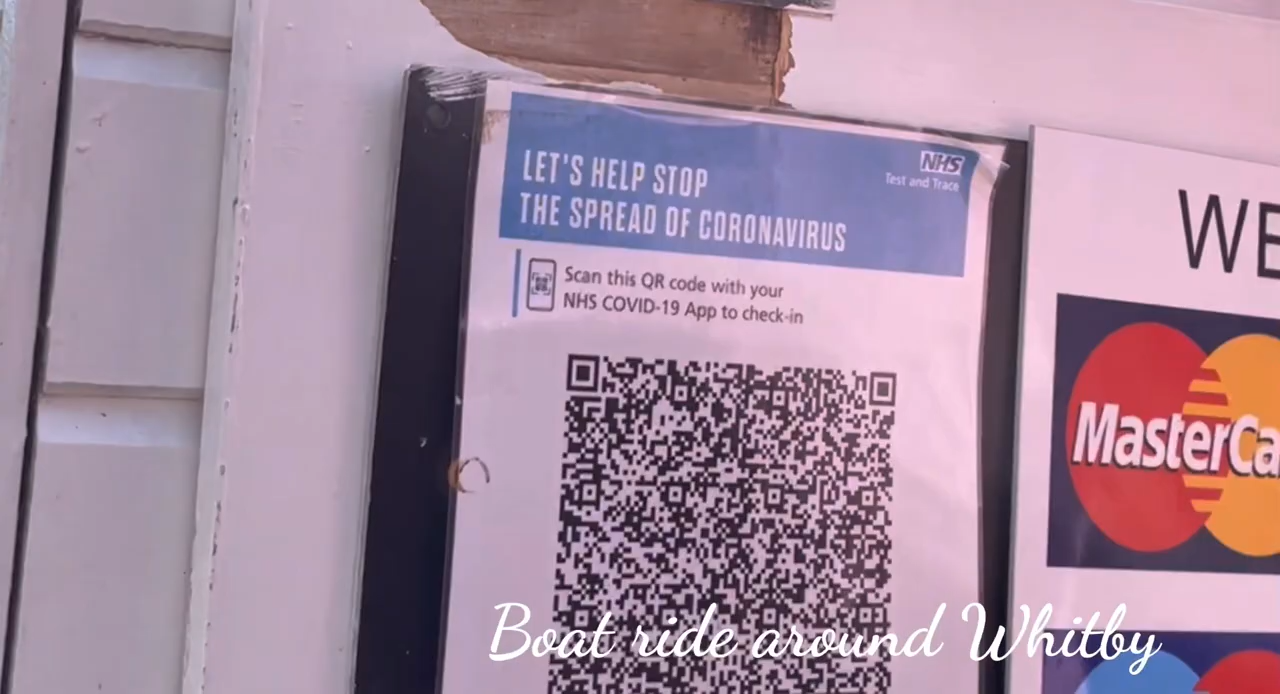 LET'S HELP STOP
THE SPREAD OF CORONAVIRUS
NHS
Test and Trace
Scan this QR code with your
NHS COVID-19 App to check-in
WE
MasterCa
Boat ride around Whitby